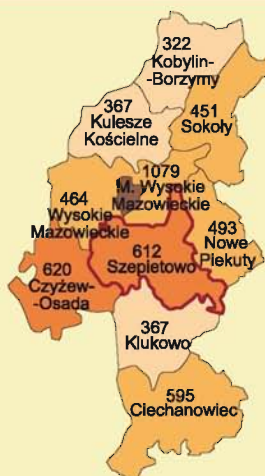 322
Kobylin-
-Borzymy
367
Kulesze
Kościelne
451
Sokoły
1079
M. Wysokie
Mazowieckie
464
Wysokie
Mazowieckie
493
Nowe
Piekuty
612
Szepietowo
620
Czyżew-
-Osada
367
Klukowo
595
Ciechanowiec